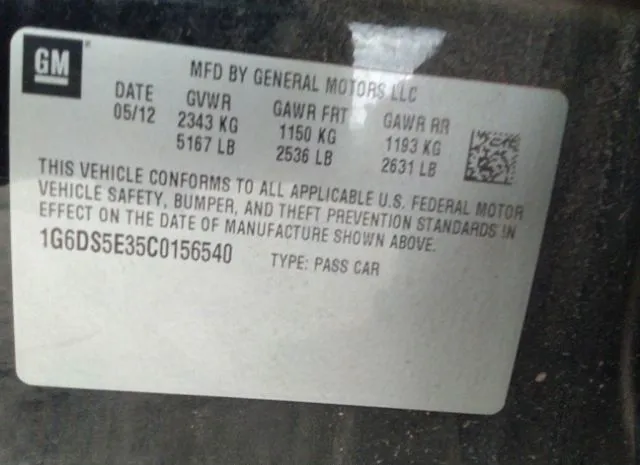 GM®
MFD BY GENERAL MOTORS LLC
DATE GVWR GAWR FRT GAWR RR
05/12 2343 KG 1150 KG 1193 KG
5167 LB 2536 LB 2631 LB
THIS VEHICLE CONFORMS TO ALL APPLICABLE U.S. FEDERAL MOTOR
VEHICLE SAFETY, BUMPER, AND THEFT PREVENTION STANDARDS IN
EFFECT ON THE DATE OF MANUFACTURE SHOWN ABOVE.
1G6DS5E35C0156540 TYPE: PASS CAR